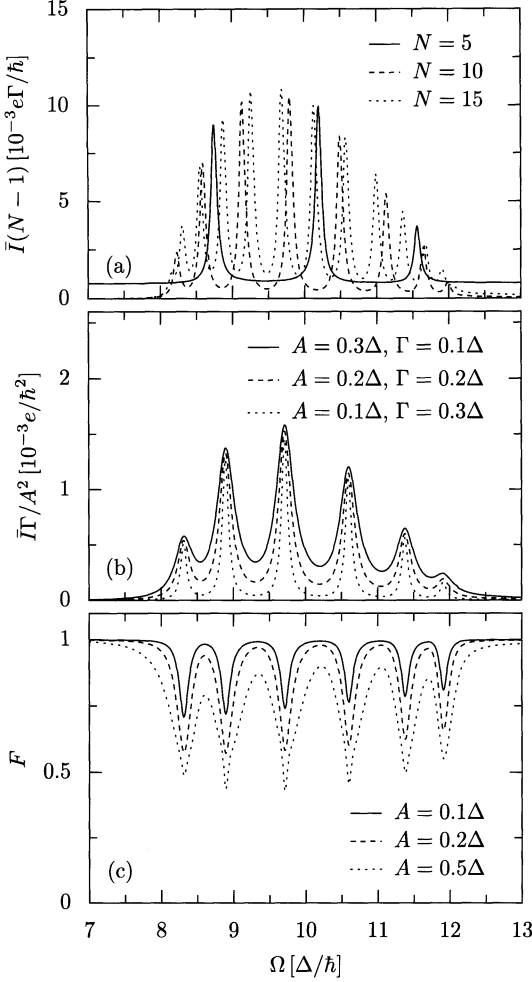 15
10
5
0
Ī(N − 1) [10⁻³eΓ/ħ]
N = 5
N = 10
N = 15
(a)
2
1
0
ĪΓ/A² [10⁻³e/ħ²]
A = 0.3Δ, Γ = 0.1Δ
A = 0.2Δ, Γ = 0.2Δ
A = 0.1Δ, Γ = 0.3Δ
(b)
1
0.5
0
F
A = 0.1Δ
A = 0.2Δ
A = 0.5Δ
(c)
7 8 9 10 11 12 13
Ω [Δ/ħ]